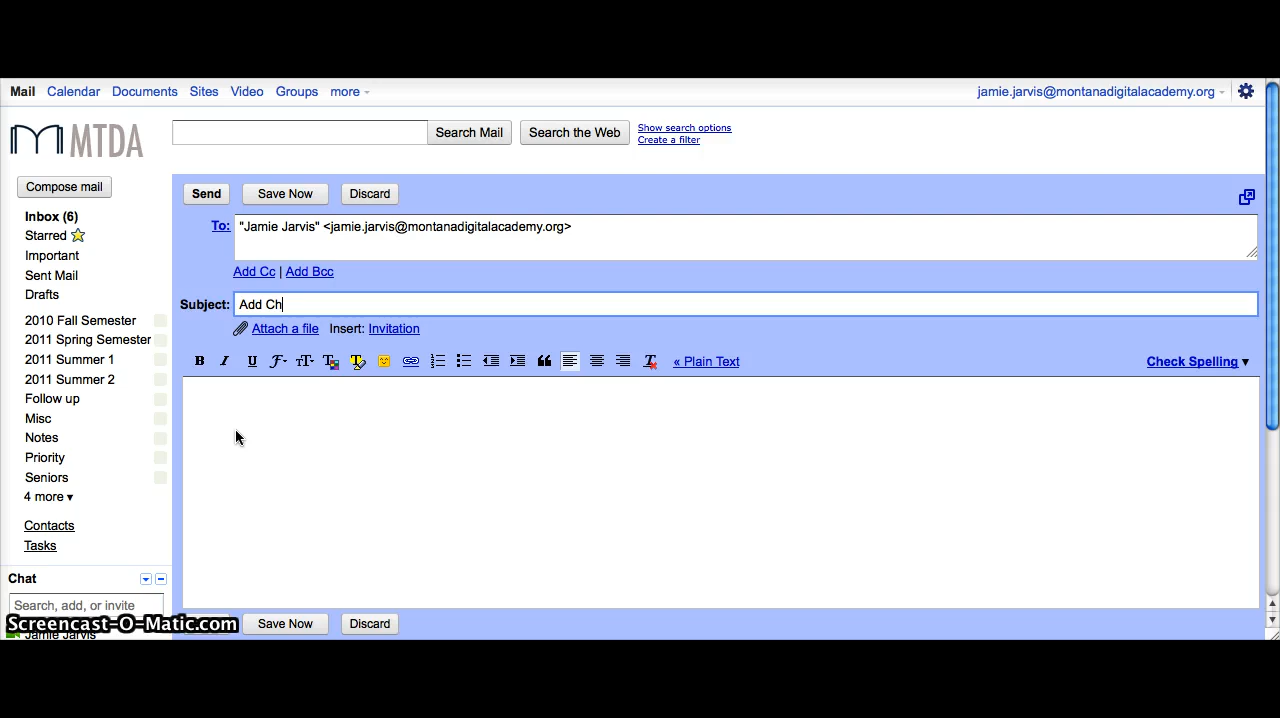 Mail Calendar Documents Sites Video Groups more jamie.jarvis@montanadigitalacademy.org
MTDA
Search Mail Search the Web Show search options
Create a filter
Compose mail
Send Save Now Discard
Inbox (6)
Starred
Important
Sent Mail
Drafts
2010 Fall Semester
2011 Spring Semester
2011 Summer 1
2011 Summer 2
Follow up
Misc
Notes
Priority
Seniors
4 more ▾
Contacts
Tasks
Chat
Search, add, or invite
Jamie Jarvis
To: "Jamie Jarvis" <jamie.jarvis@montanadigitalacademy.org>
Add Cc | Add Bcc
Subject: Add Ch
Attach a file Insert: Invitation
B I U « Plain Text Check Spelling ▼
Save Now Discard
Screencast-O-Matic.com